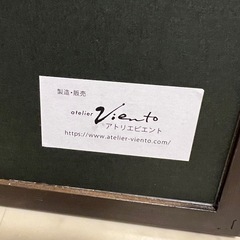 製造・販売
atelier Viento
アトリエビエント
https://www.atelier-viento.com/